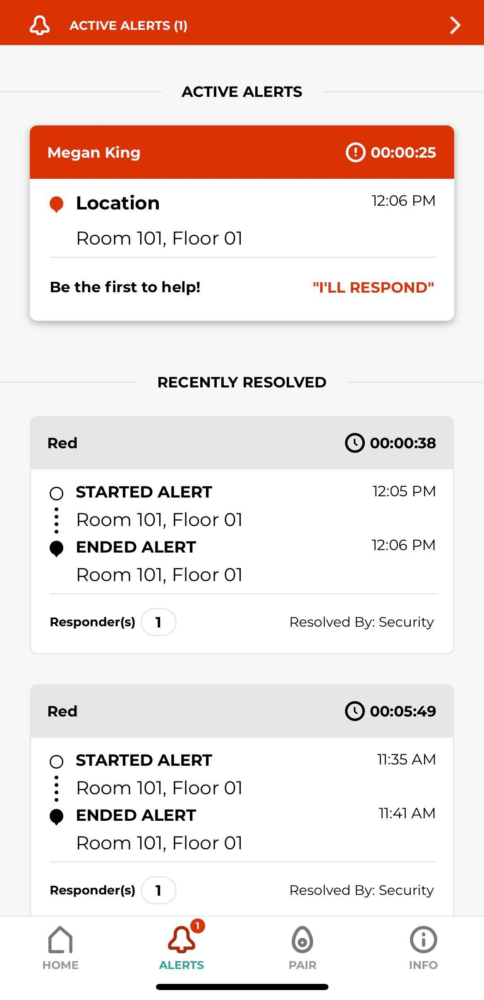 ACTIVE ALERTS (1)
ACTIVE ALERTS
Megan King 00:00:25
Location 12:06 PM
Room 101, Floor 01
Be the first to help! "I'LL RESPOND"
RECENTLY RESOLVED
Red 00:00:38
STARTED ALERT 12:05 PM
Room 101, Floor 01
ENDED ALERT 12:06 PM
Room 101, Floor 01
Responder(s) 1 Resolved By: Security
Red 00:05:49
STARTED ALERT 11:35 AM
Room 101, Floor 01
ENDED ALERT 11:41 AM
Room 101, Floor 01
Responder(s) 1 Resolved By: Security
1
HOME ALERTS PAIR INFO